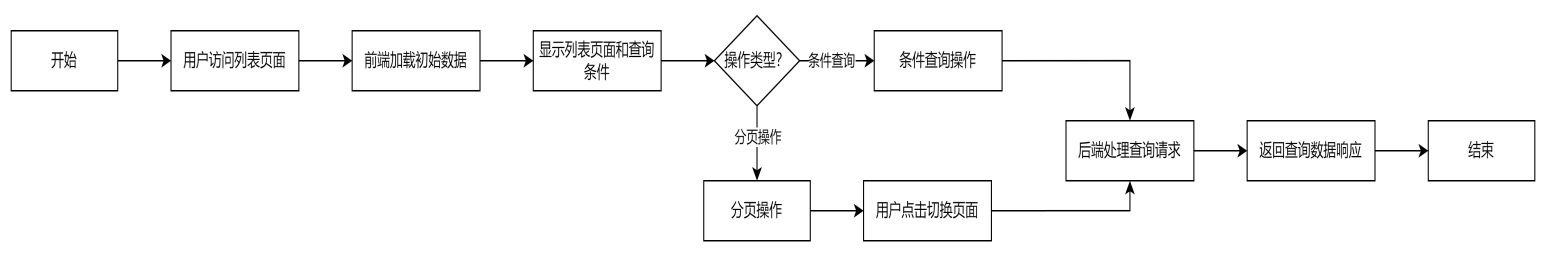 开始
用户访问列表页面
前端加载初始数据
显示列表页面和查询
条件
操作类型?
条件查询
条件查询操作
分页操作
分页操作
用户点击切换页面
后端处理查询请求
返回查询数据响应
结束